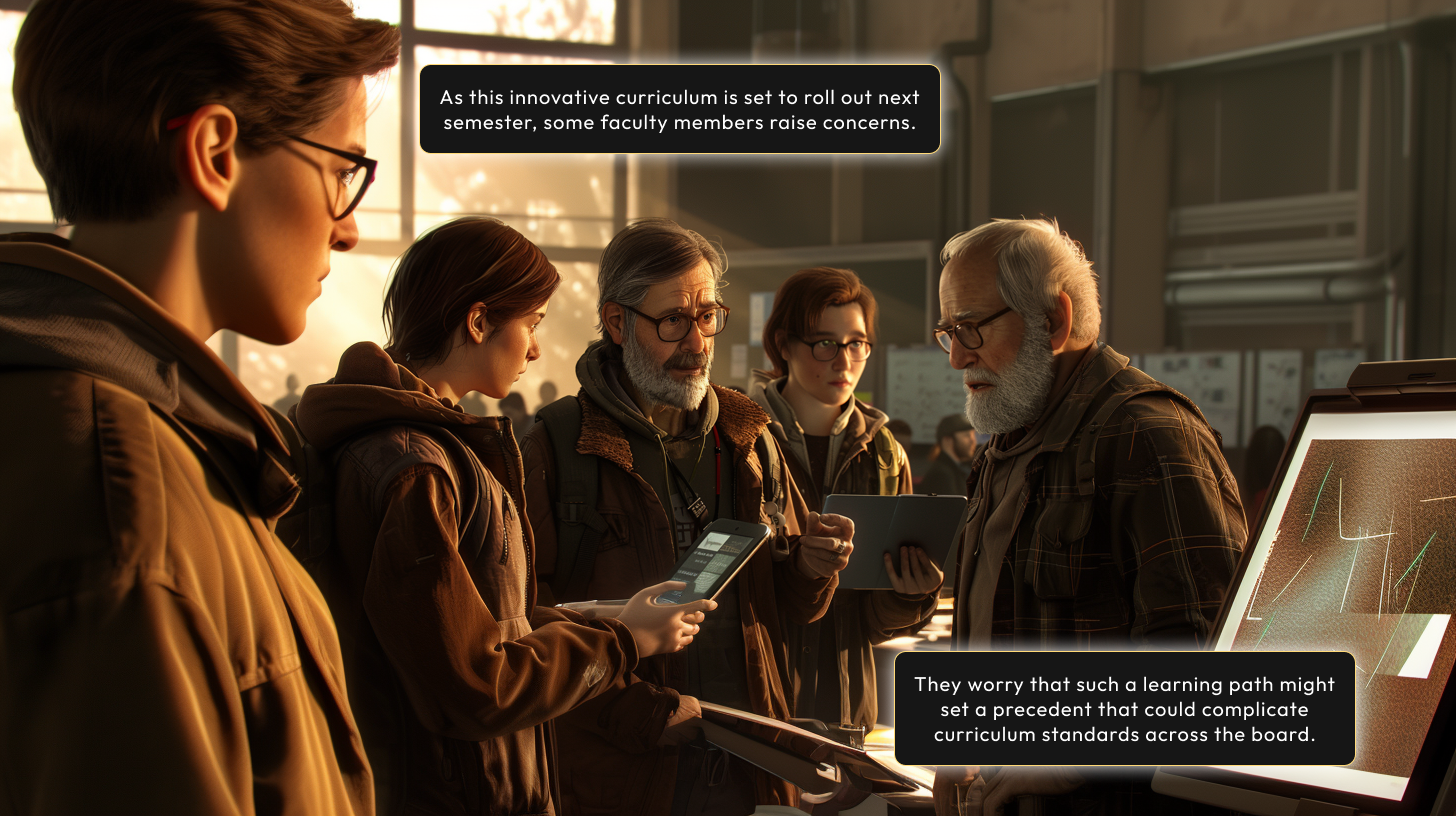 As this innovative curriculum is set to roll out next
semester, some faculty members raise concerns.
They worry that such a learning path might
set a precedent that could complicate
curriculum standards across the board.